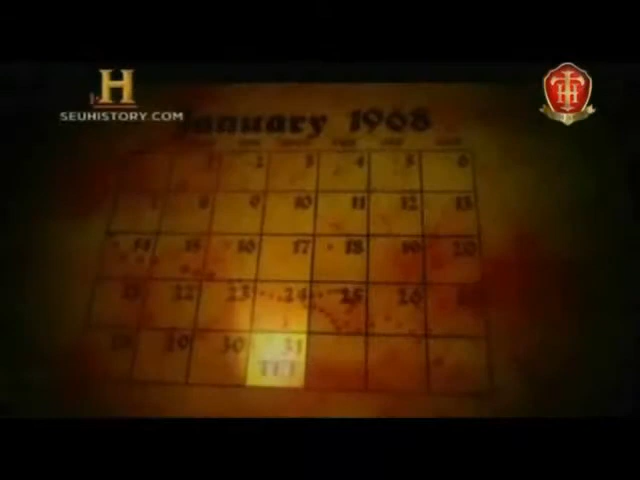 H
SEUHISTORY.COM
TH
January 1968
1 2 3 4 5 6
7 8 9 10 11 12 13
14 15 16 17 18 19 20
21 22 23 24 25 26
28 29 30 31
TET